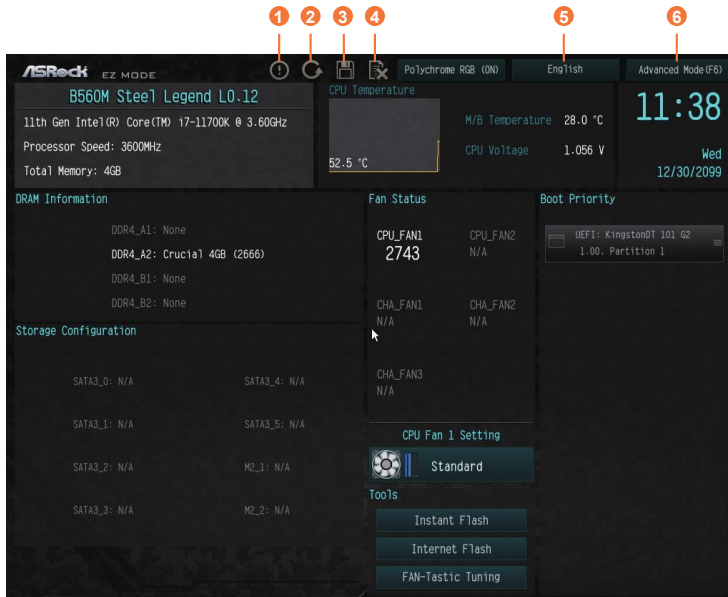 1 2 3 4 5 6
ASRock EZ MODE
Polychrome RGB (ON)
English
Advanced Mode(F6)
B560M Steel Legend L0.12
11th Gen Intel(R) Core(TM) i7-11700K @ 3.60GHz
Processor Speed: 3600MHz
Total Memory: 4GB
CPU Temperature
52.5 °C
M/B Temperature 28.0 °C
CPU Voltage 1.056 V
11:38
Wed
12/30/2099
DRAM Information
DDR4_A1: None
DDR4_A2: Crucial 4GB (2666)
DDR4_B1: None
DDR4_B2: None
Storage Configuration
SATA3_0: N/A
SATA3_4: N/A
SATA3_1: N/A
SATA3_5: N/A
SATA3_2: N/A
M2_1: N/A
SATA3_3: N/A
M2_2: N/A
Fan Status
CPU_FAN1
2743
CPU_FAN2
N/A
CHA_FAN1
N/A
CHA_FAN2
N/A
CHA_FAN3
N/A
CPU Fan 1 Setting
Standard
Tools
Instant Flash
Internet Flash
FAN-Tastic Tuning
Boot Priority
UEFI: KingstonDT 101 G2
1.00. Partition 1